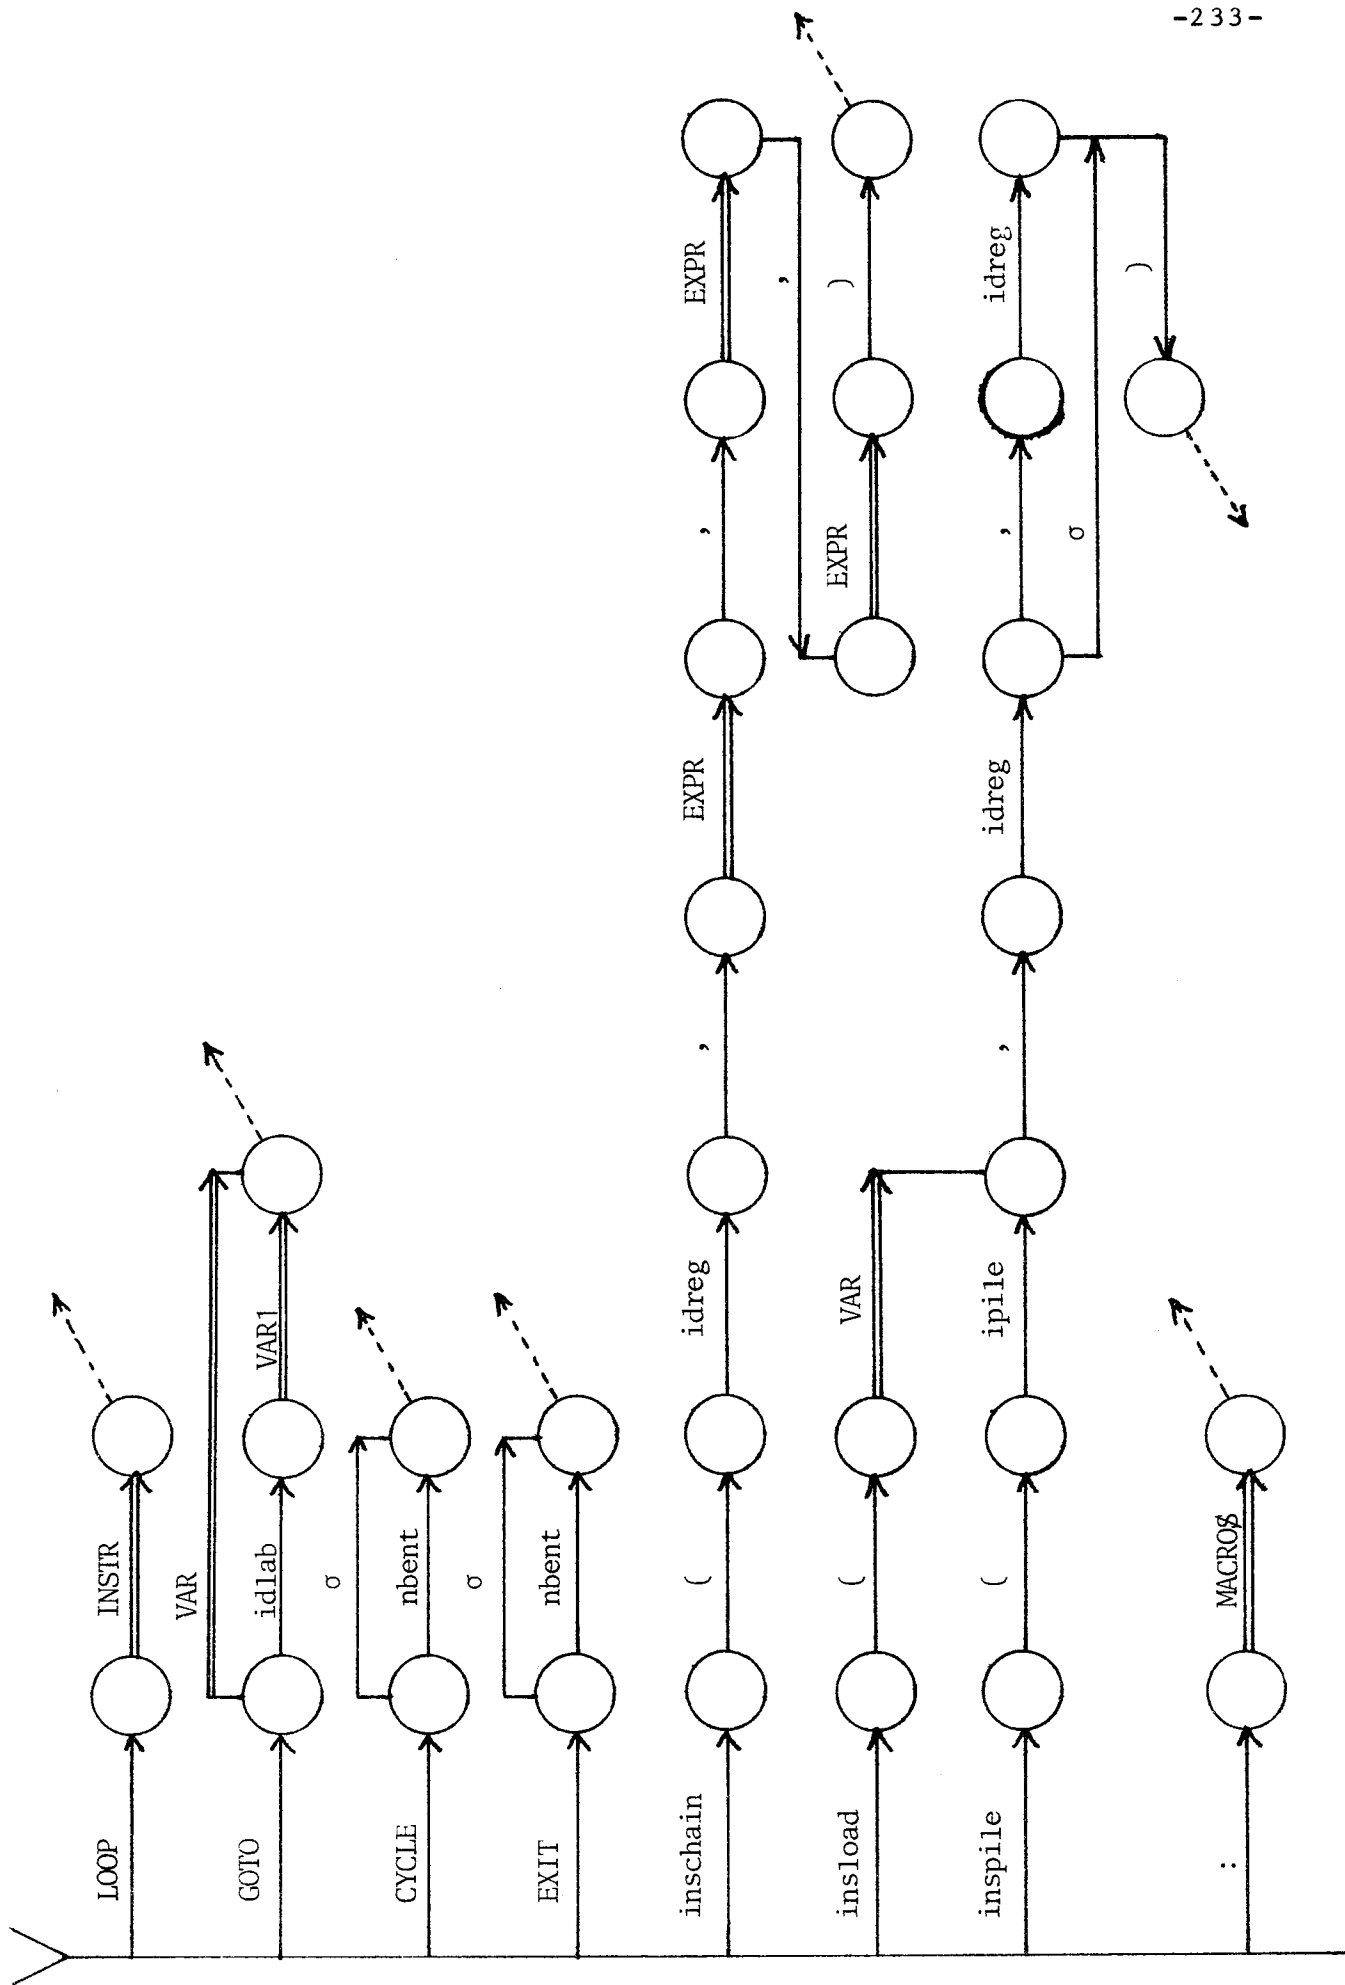 -233-
LOOP INSTR
VAR
GOTO idlab VAR1
σ
CYCLE nbent
σ
EXIT nbent
inschain ( idreg , EXPR , EXPR
,
EXPR )
insload ( VAR
inspile ( ipile , idreg , idreg
σ
)
: MACRO$